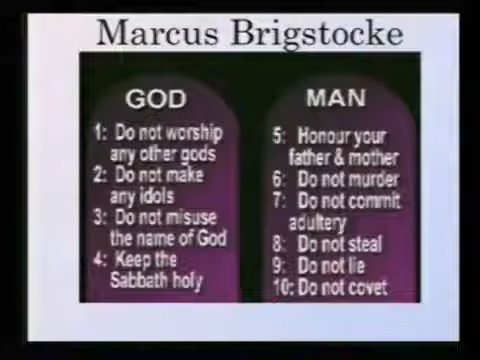 Marcus Brigstocke
GOD
1: Do not worship
any other gods
2: Do not make
any idols
3: Do not misuse
the name of God
4: Keep the
Sabbath holy
MAN
5: Honour your
father & mother
6: Do not murder
7: Do not commit
adultery
8: Do not steal
9: Do not lie
10: Do not covet